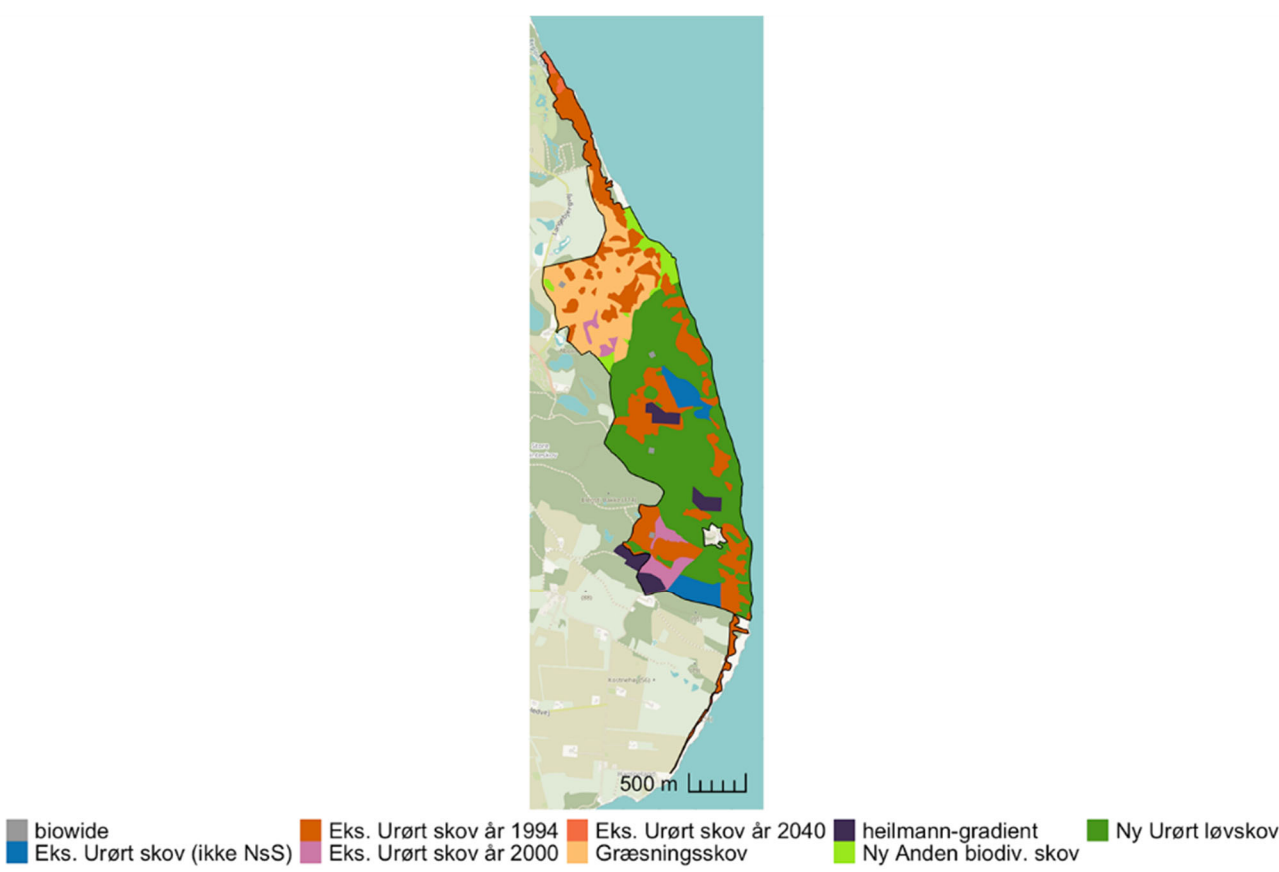 500 m
biowide
Eks. Urørt skov år 1994
Eks. Urørt skov år 2040
heilmann-gradient
Ny Urørt løvskov
Eks. Urørt skov (ikke NsS)
Eks. Urørt skov år 2000
Græsningsskov
Ny Anden biodiv. skov